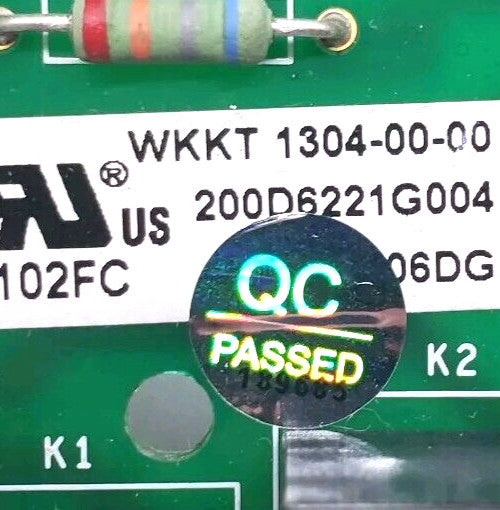 WKKT 1304-00-00
® US 200D6221G004
102FC 06DG
QC
PASSED
K2
K1